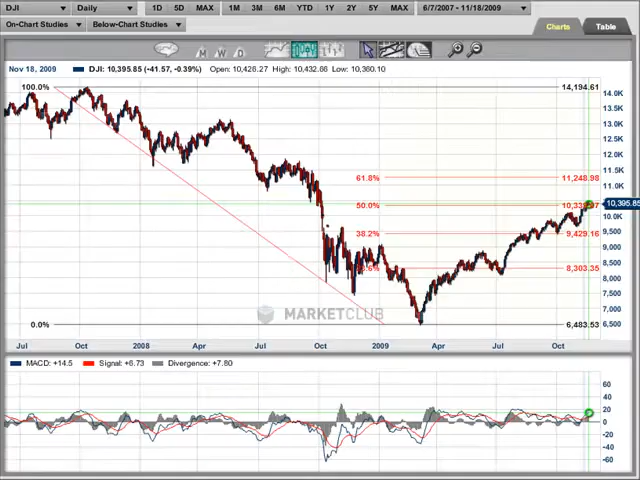 DJI Daily 1D 5D MAX 1M 3M 6M YTD 1Y 2Y 5Y MAX 6/7/2007 - 11/18/2009
On-Chart Studies Below-Chart Studies Charts Table
M W D
Nov 18, 2009 DJI: 10,395.85 (-41.57, -0.39%) Open: 10,426.27 High: 10,432.66 Low: 10,360.10
100.0% 14,194.61
14.0K
13.5K
13.0K
12.5K
12.0K
11.5K
61.8% 11,248.98
11.0K
50.0% 10,395.85
10.0K
38.2% 9,429.16
9,500
9,000
8,500
8,303.35
8,000
7,500
7,000
MARKETCLUB
0.0% 6,483.53
6,500
Jul Oct 2008 Apr Jul Oct 2009 Apr Jul Oct
MACD: +14.5 Signal: +6.73 Divergence: +7.80
60
40
20
0
-20
-40
-60